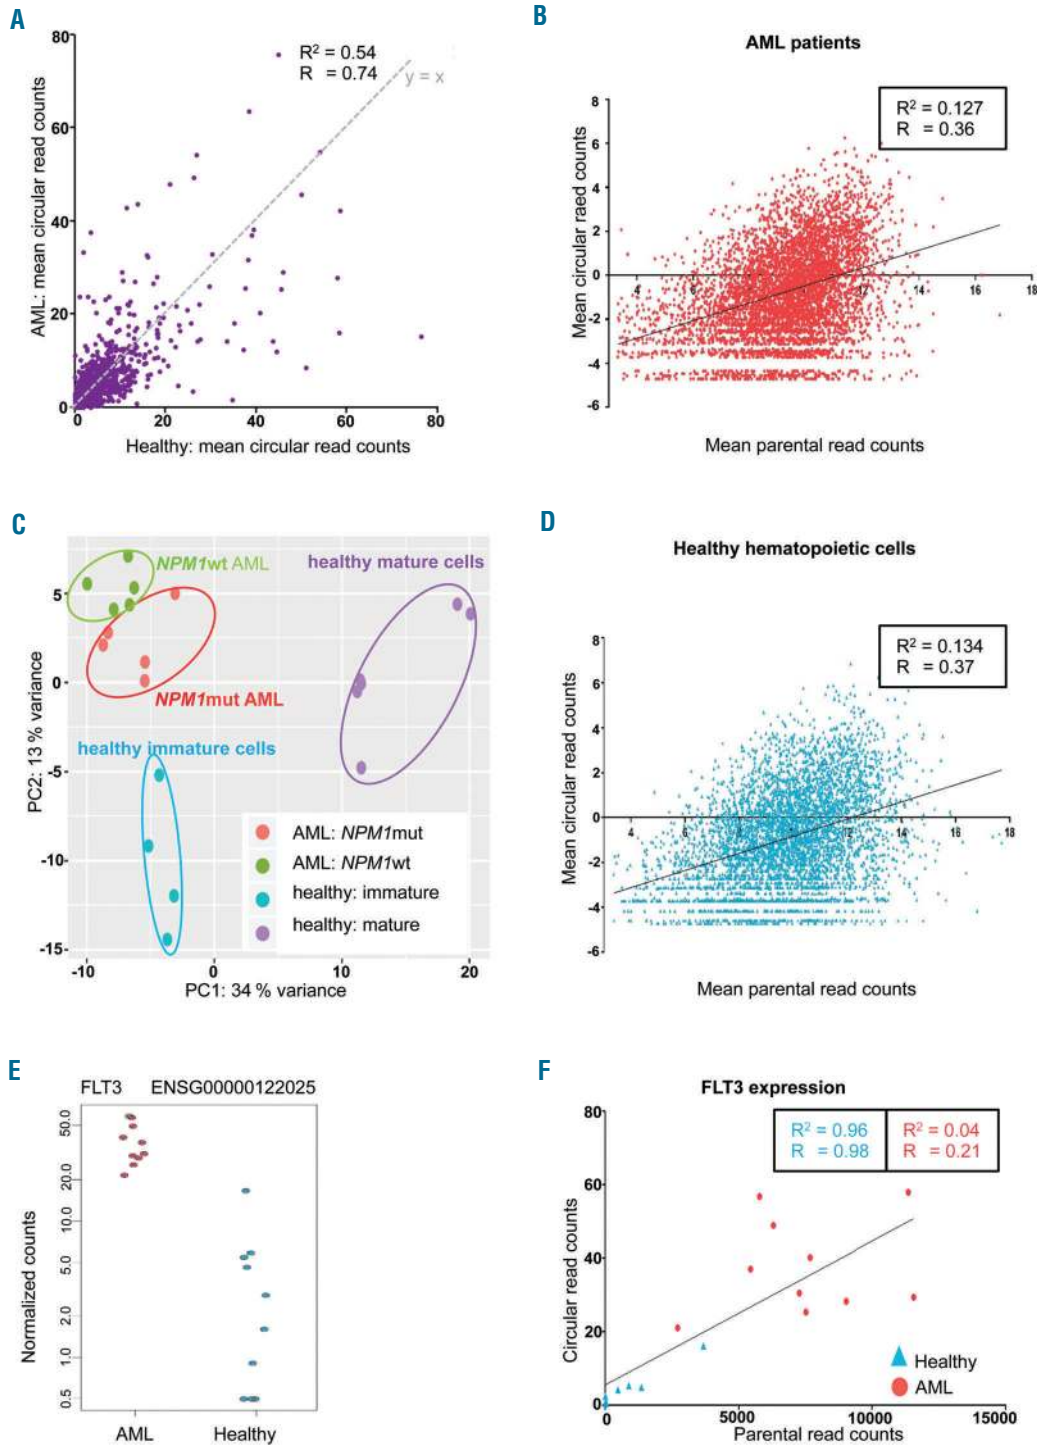 A
80
60
40
20
0
0
20
40
60
80
R² = 0.54
R = 0.74
y = x
AML: mean circular read counts
Healthy: mean circular read counts
B
AML patients
R² = 0.127
R = 0.36
8
6
4
2
0
-2
-4
-6
4
6
8
10
12
14
16
18
Mean circular raed counts
Mean parental read counts
C
NPM1wt AML
healthy mature cells
NPM1mut AML
healthy immature cells
5
0
-5
-10
-15
-10
0
10
20
PC2: 13 % variance
PC1: 34 % variance
AML: NPM1mut
AML: NPM1wt
healthy: immature
healthy: mature
D
Healthy hematopoietic cells
R² = 0.134
R = 0.37
8
6
4
2
0
-2
-4
-6
4
6
8
10
12
14
16
18
Mean circular read counts
Mean parental read counts
E
FLT3 ENSG00000122025
50.0
20.0
10.0
5.0
2.0
1.0
0.5
Normalized counts
AML Healthy
F
FLT3 expression
R² = 0.96
R = 0.98
R² = 0.04
R = 0.21
80
60
40
20
0
0
5000
10000
15000
Circular read counts
Parental read counts
Healthy
AML